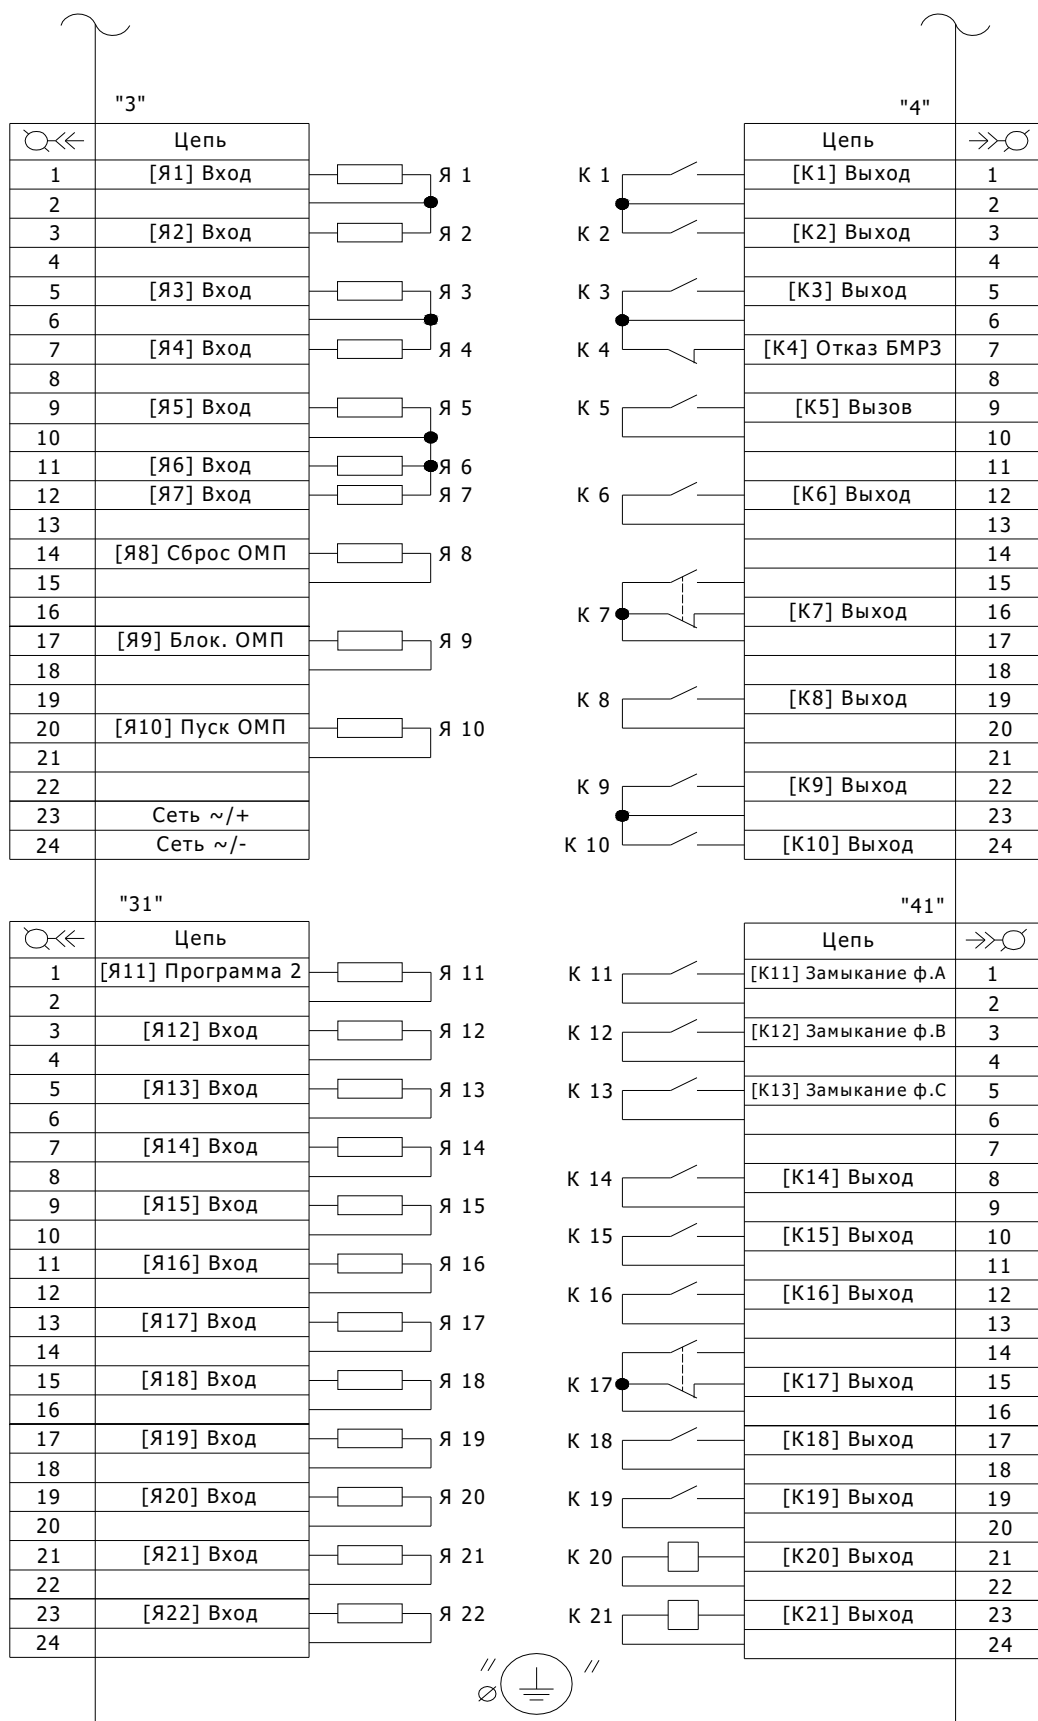 "3"
Цепь
1 [Я1] Вход Я 1
2
3 [Я2] Вход Я 2
4
5 [Я3] Вход Я 3
6
7 [Я4] Вход Я 4
8
9 [Я5] Вход Я 5
10
11 [Я6] Вход Я 6
12 [Я7] Вход Я 7
13
14 [Я8] Сброс ОМП Я 8
15
16
17 [Я9] Блок. ОМП Я 9
18
19
20 [Я10] Пуск ОМП Я 10
21
22
23 Сеть ~/+
24 Сеть ~/-
"4"
Цепь
К 1 [К1] Выход 1
2
К 2 [К2] Выход 3
4
К 3 [К3] Выход 5
6
К 4 [К4] Отказ БМРЗ 7
8
К 5 [К5] Вызов 9
10
11
К 6 [К6] Выход 12
13
14
15
К 7 [К7] Выход 16
17
18
К 8 [К8] Выход 19
20
21
К 9 [К9] Выход 22
23
К 10 [К10] Выход 24
"31"
Цепь
1 [Я11] Программа 2 Я 11
2
3 [Я12] Вход Я 12
4
5 [Я13] Вход Я 13
6
7 [Я14] Вход Я 14
8
9 [Я15] Вход Я 15
10
11 [Я16] Вход Я 16
12
13 [Я17] Вход Я 17
14
15 [Я18] Вход Я 18
16
17 [Я19] Вход Я 19
18
19 [Я20] Вход Я 20
20
21 [Я21] Вход Я 21
22
23 [Я22] Вход Я 22
24
"41"
Цепь
К 11 [К11] Замыкание ф.А 1
2
К 12 [К12] Замыкание ф.В 3
4
К 13 [К13] Замыкание ф.С 5
6
7
К 14 [К14] Выход 8
9
К 15 [К15] Выход 10
11
К 16 [К16] Выход 12
13
14
К 17 [К17] Выход 15
16
К 18 [К18] Выход 17
18
К 19 [К19] Выход 19
20
К 20 [К20] Выход 21
22
К 21 [К21] Выход 23
24